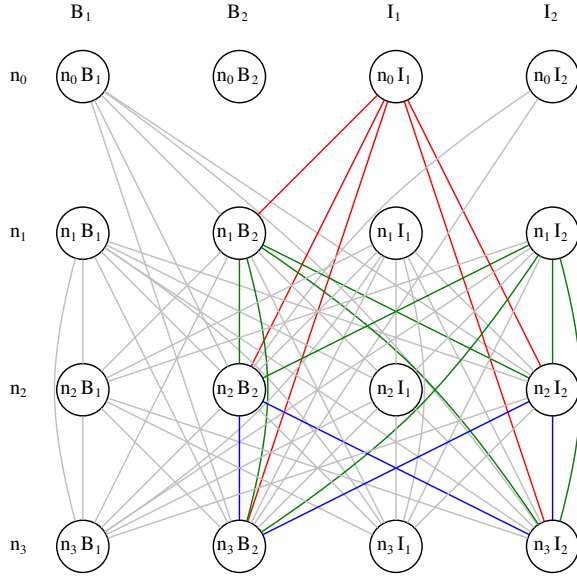 B₁ B₂ I₁ I₂
n₀ n₀ B₁ n₀ B₂ n₀ I₁ n₀ I₂
n₁ n₁ B₁ n₁ B₂ n₁ I₁ n₁ I₂
n₂ n₂ B₁ n₂ B₂ n₂ I₁ n₂ I₂
n₃ n₃ B₁ n₃ B₂ n₃ I₁ n₃ I₂